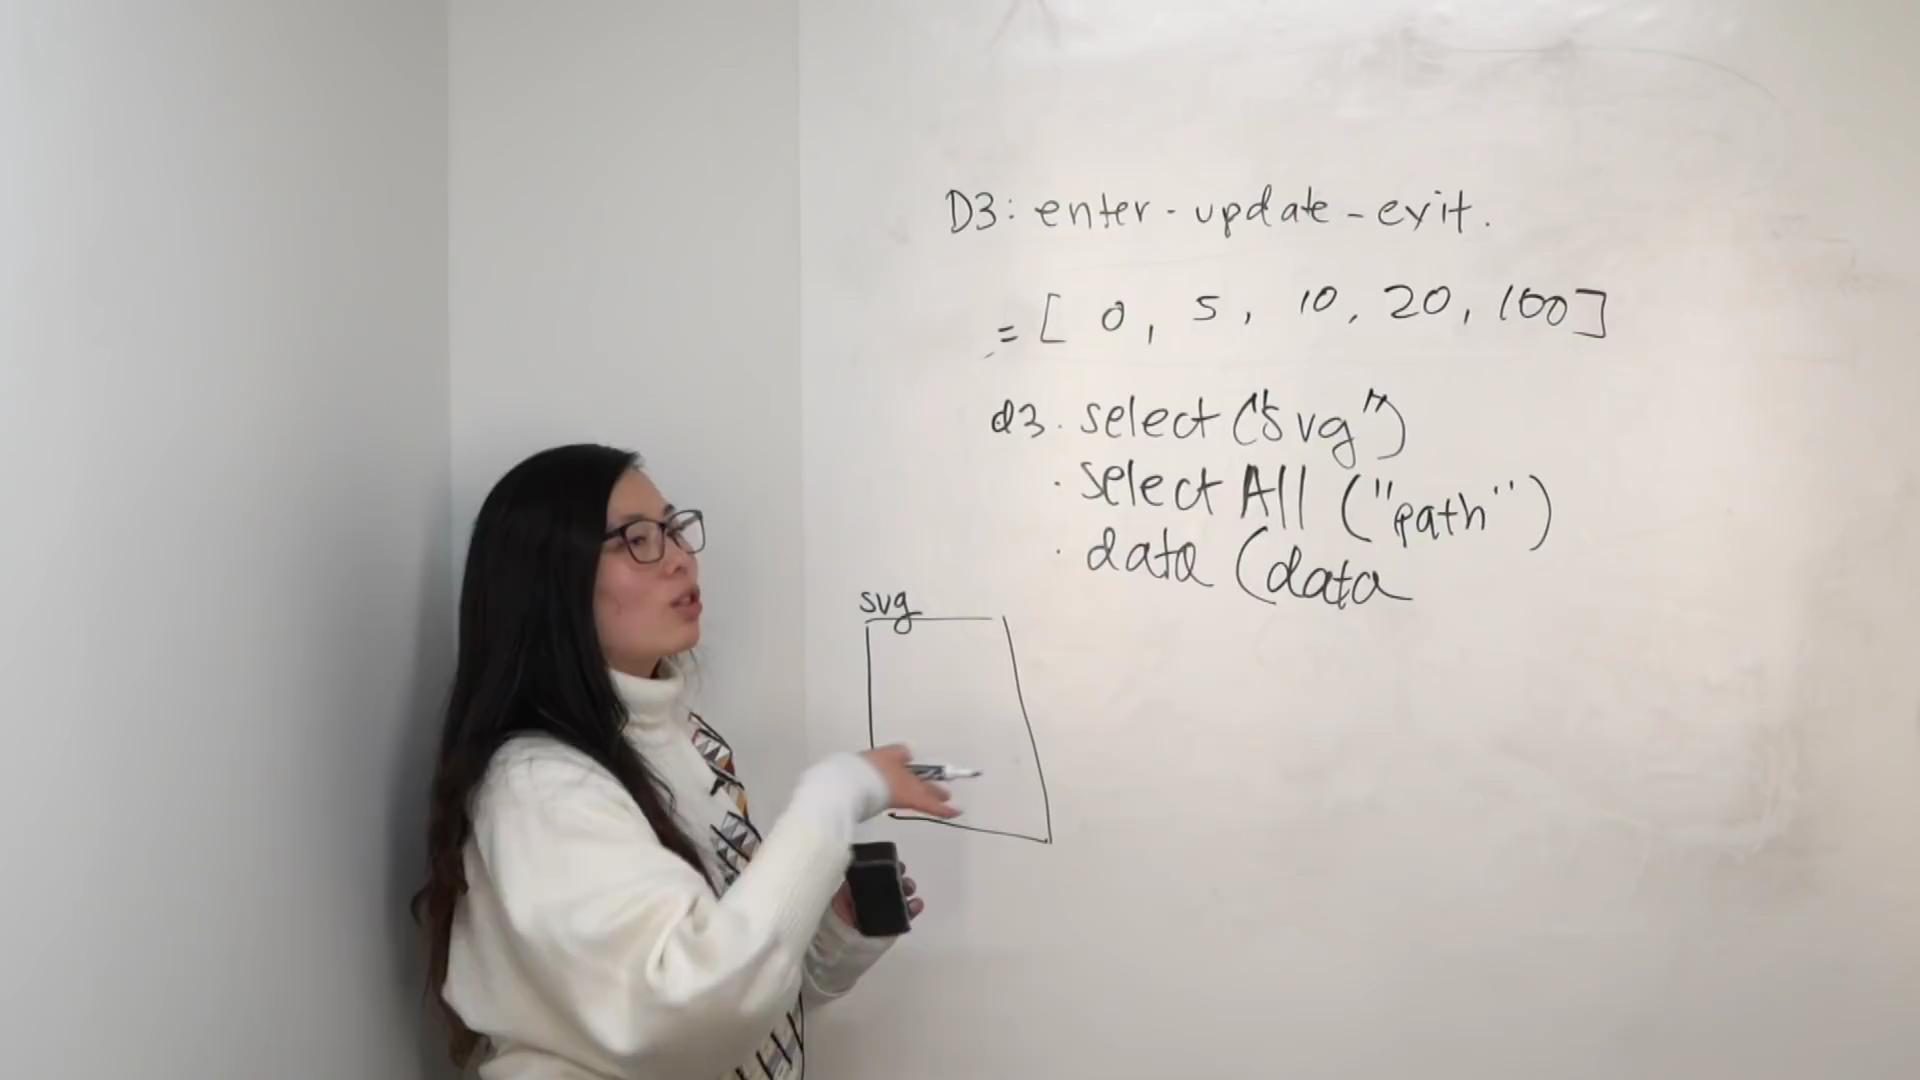 D3: enter - update - exit.
= [ 0, 5, 10, 20, 100]
d3. select ("svg")
. select All ("path")
. data (data
svg